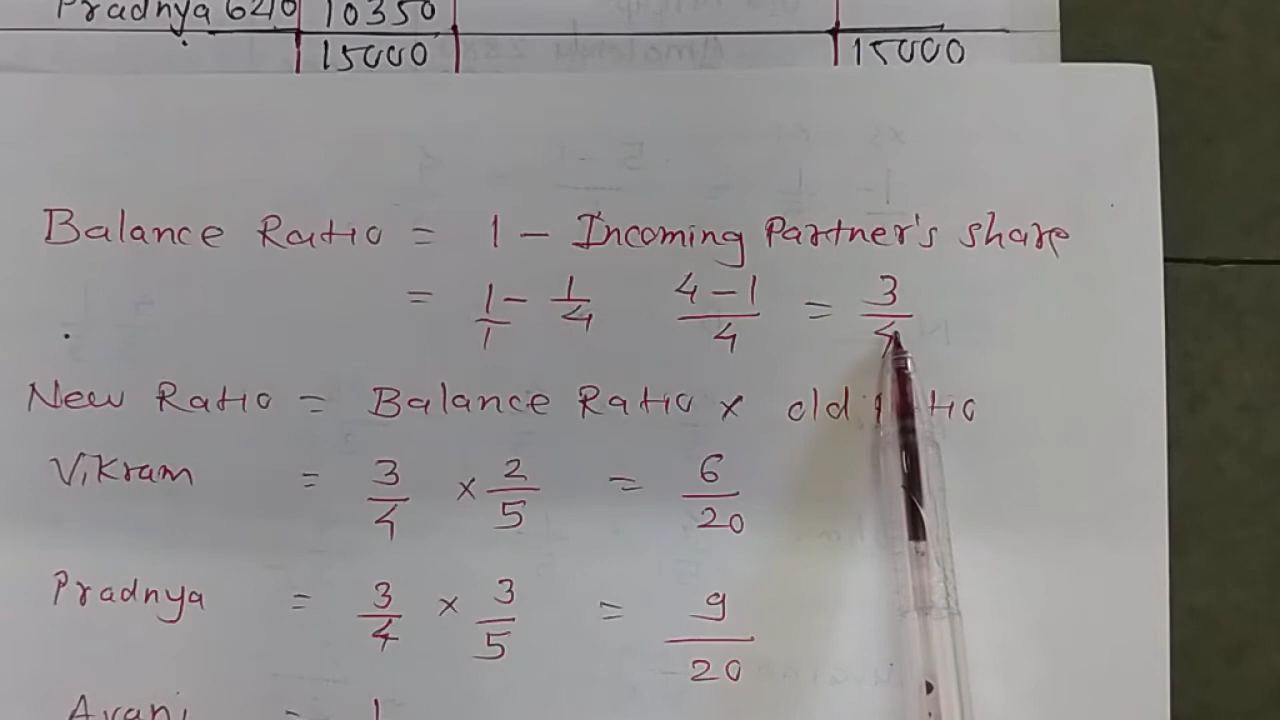 Pradnya 6210 10350
15000 15000
Balance Ratio = 1 - Incoming Partner's share
= 1/1 - 1/4 4-1/4 = 3/4
New Ratio = Balance Ratio × old
Vikram = 3/4 × 2/5 = 6/20
Pradnya = 3/4 × 3/5 = 9/20
Avani = 1